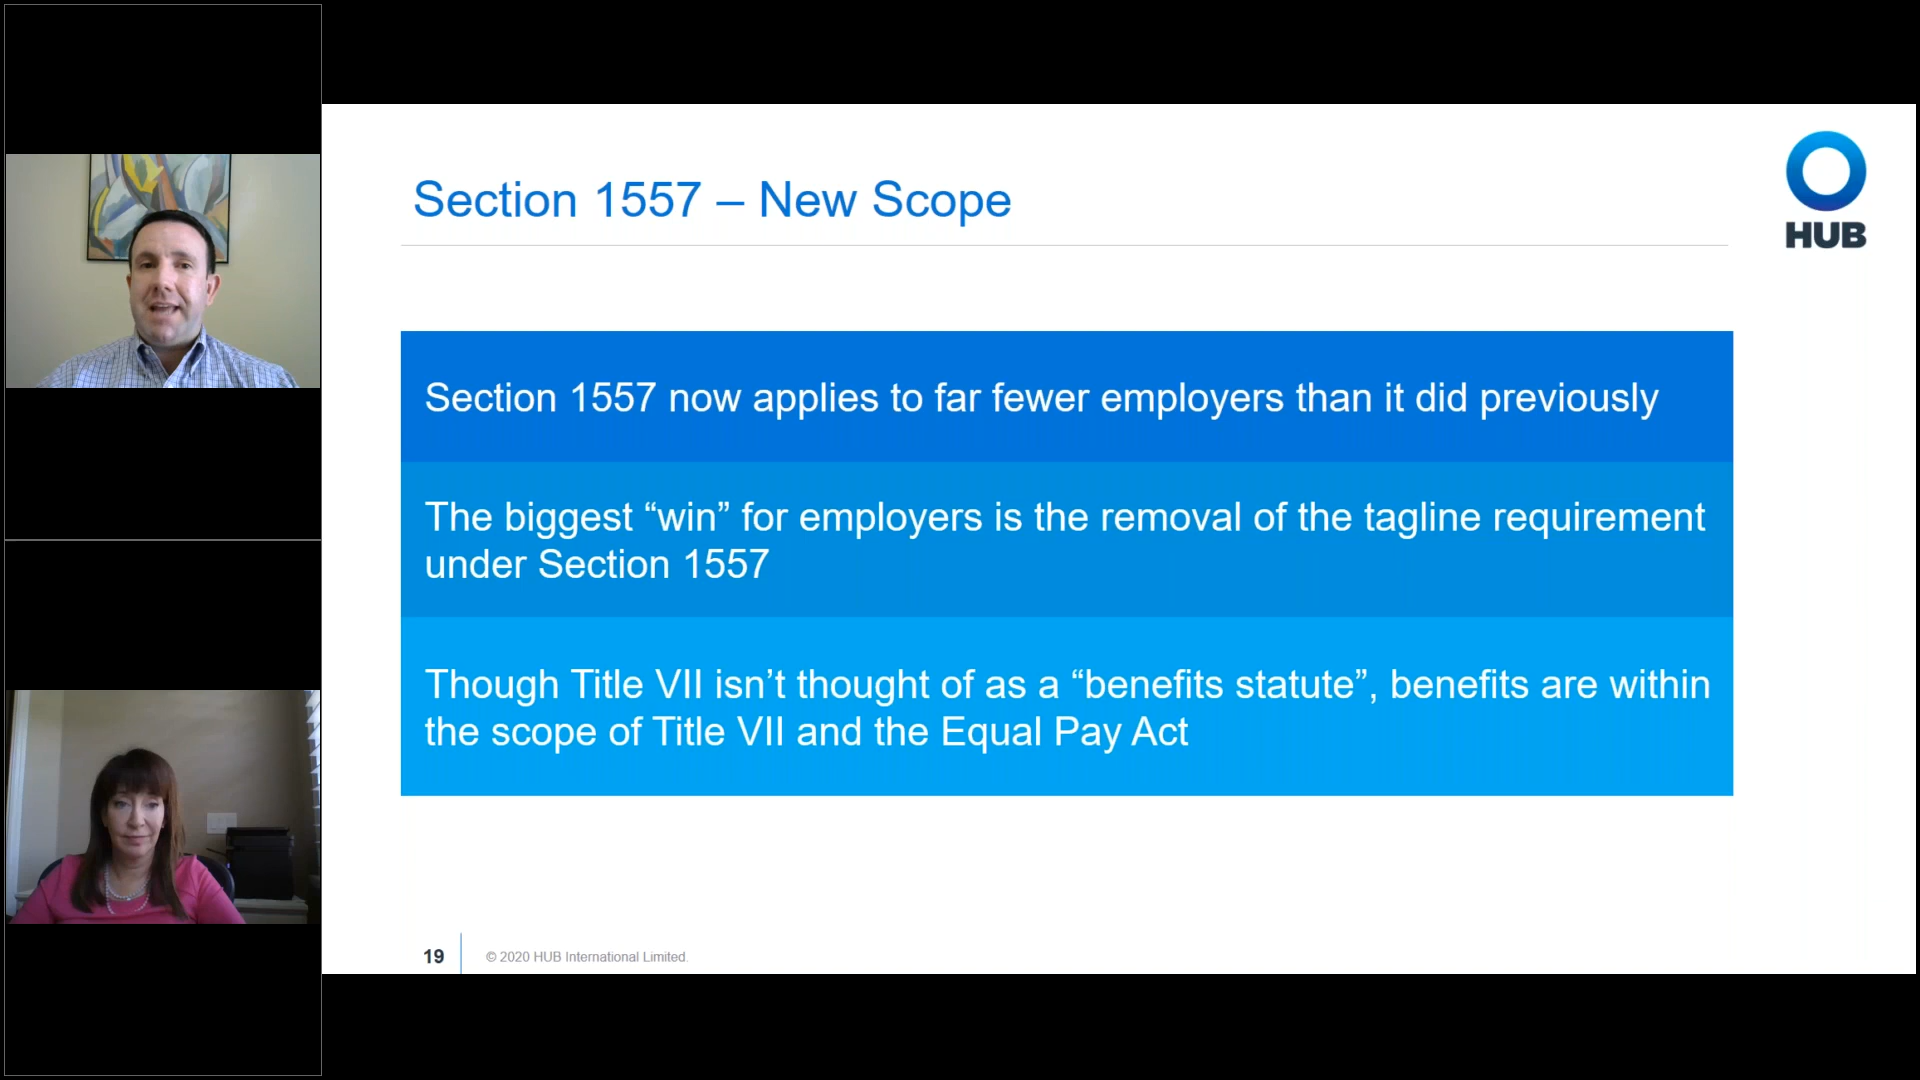 Section 1557 – New Scope
HUB
Section 1557 now applies to far fewer employers than it did previously
The biggest “win” for employers is the removal of the tagline requirement
under Section 1557
Though Title VII isn’t thought of as a “benefits statute”, benefits are within
the scope of Title VII and the Equal Pay Act
19
© 2020 HUB International Limited.